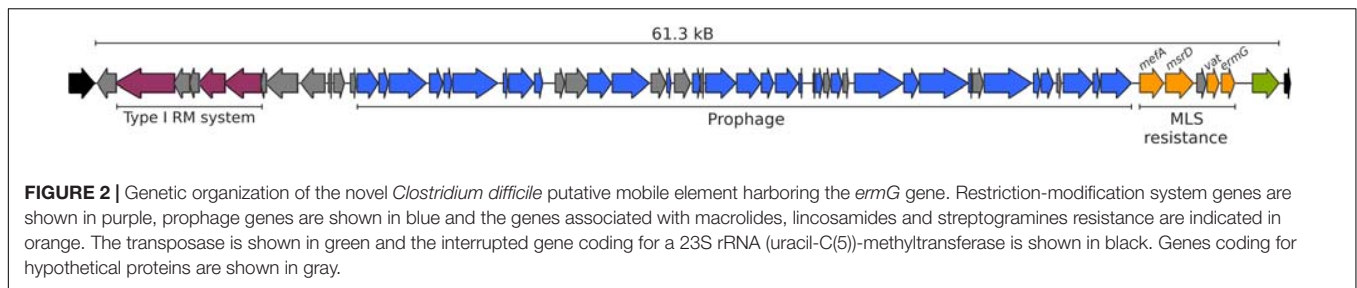 61.3 kB
mefA
msrD
vat
ermG
Type I RM system
Prophage
MLS
resistance
FIGURE 2 | Genetic organization of the novel Clostridium difficile putative mobile element harboring the ermG gene. Restriction-modification system genes are
shown in purple, prophage genes are shown in blue and the genes associated with macrolides, lincosamides and streptogramines resistance are indicated in
orange. The transposase is shown in green and the interrupted gene coding for a 23S rRNA (uracil-C(5))-methyltransferase is shown in black. Genes coding for
hypothetical proteins are shown in gray.